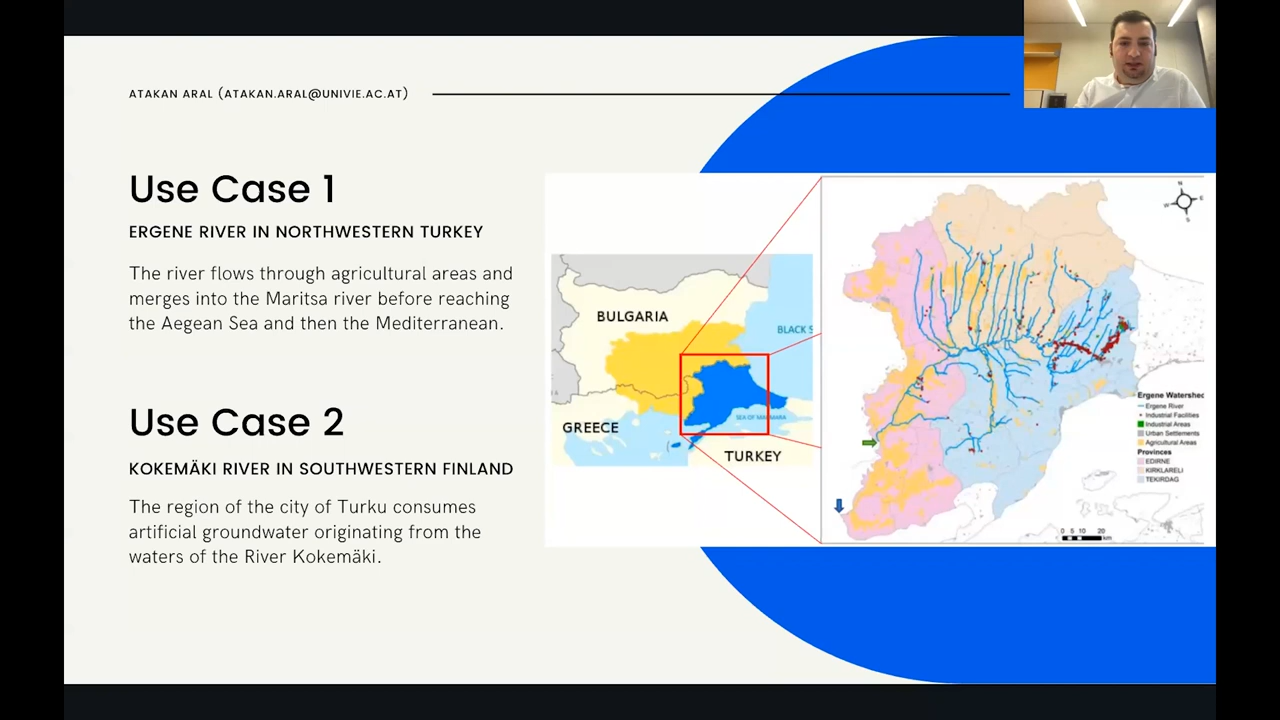 ATAKAN ARAL (ATAKAN.ARAL@UNIVIE.AC.AT)
Use Case 1
ERGENE RIVER IN NORTHWESTERN TURKEY
The river flows through agricultural areas and
merges into the Maritsa river before reaching
the Aegean Sea and then the Mediterranean.
Use Case 2
KOKEMÄKI RIVER IN SOUTHWESTERN FINLAND
The region of the city of Turku consumes
artificial groundwater originating from the
waters of the River Kokemäki.
BULGARIA
BLACK S
SEA OF MARMARA
GREECE
TURKEY
N
W E
S
Ergene Watershed
Ergene River
Industrial Facilities
Industrial Areas
Urban Settlements
Agricultural Areas
Provinces
EDIRNE
KIRKLARELI
TEKIRDAG
0 5 10 20
km